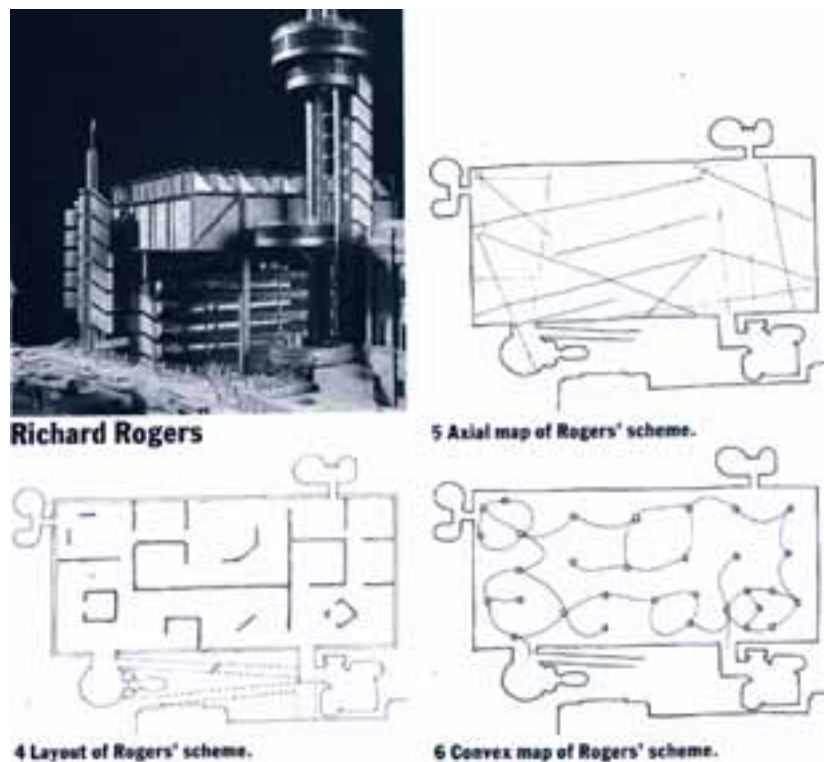 Richard Rogers
5 Axial map of Rogers' scheme.
4 Layout of Rogers' scheme.
6 Convex map of Rogers' scheme.